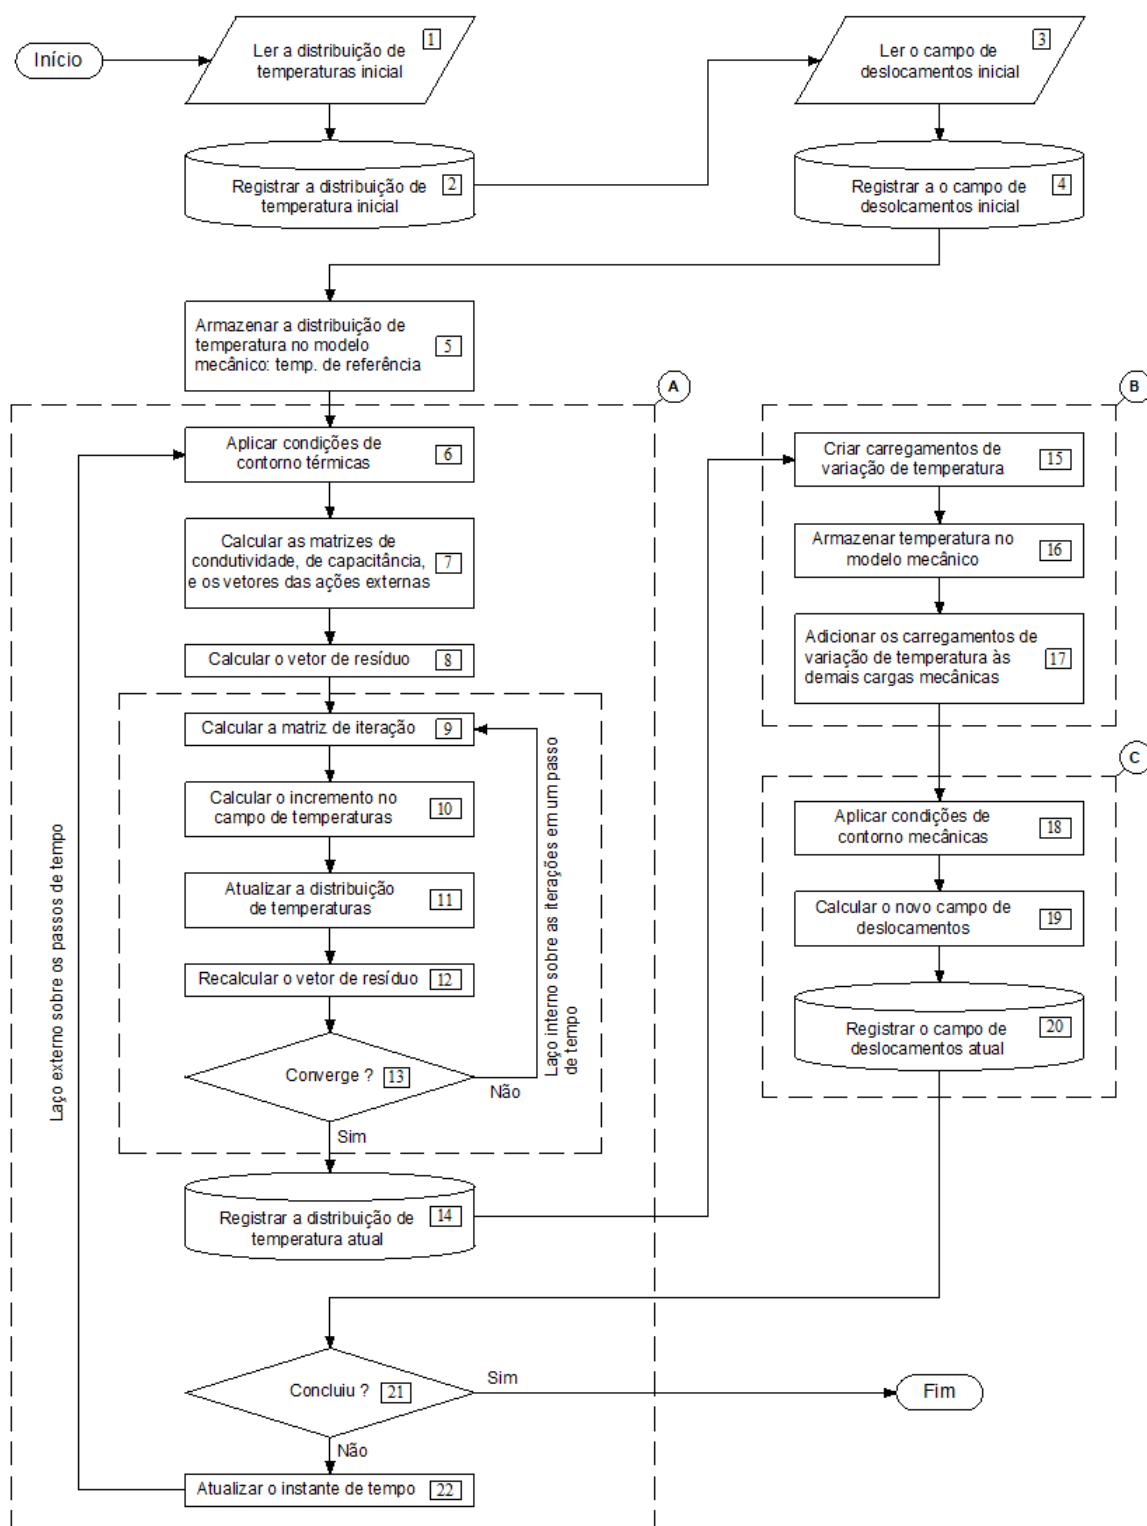 Início
Ler a distribuição de
temperaturas inicial
1
Ler o campo de
deslocamentos inicial
3
Registrar a distribuição de
temperatura inicial
2
Registrar a o campo de
desolcamentos inicial
4
Armazenar a distribuição de
temperatura no modelo
mecânico: temp. de referência
5
A
Aplicar condições de
contorno térmicas
6
Calcular as matrizes de
condutividade, de capacitância,
e os vetores das ações externas
7
Calcular o vetor de resíduo
8
Calcular a matriz de iteração
9
Calcular o incremento no
campo de temperaturas
10
Atualizar a distribuição
de temperaturas
11
Recalcular o vetor de resíduo
12
Converge ?
13
Não
Sim
Laço interno sobre as iterações em um passo
de tempo
Laço externo sobre os passos de tempo
Registrar a distribuição de
temperatura atual
14
B
Criar carregamentos de
variação de temperatura
15
Armazenar temperatura no
modelo mecânico
16
Adicionar os carregamentos de
variação de temperatura às
demais cargas mecânicas
17
C
Aplicar condições de
contorno mecânicas
18
Calcular o novo campo de
deslocamentos
19
Registrar o campo de
deslocamentos atual
20
Concluiu ?
21
Sim
Fim
Não
Atualizar o instante de tempo
22